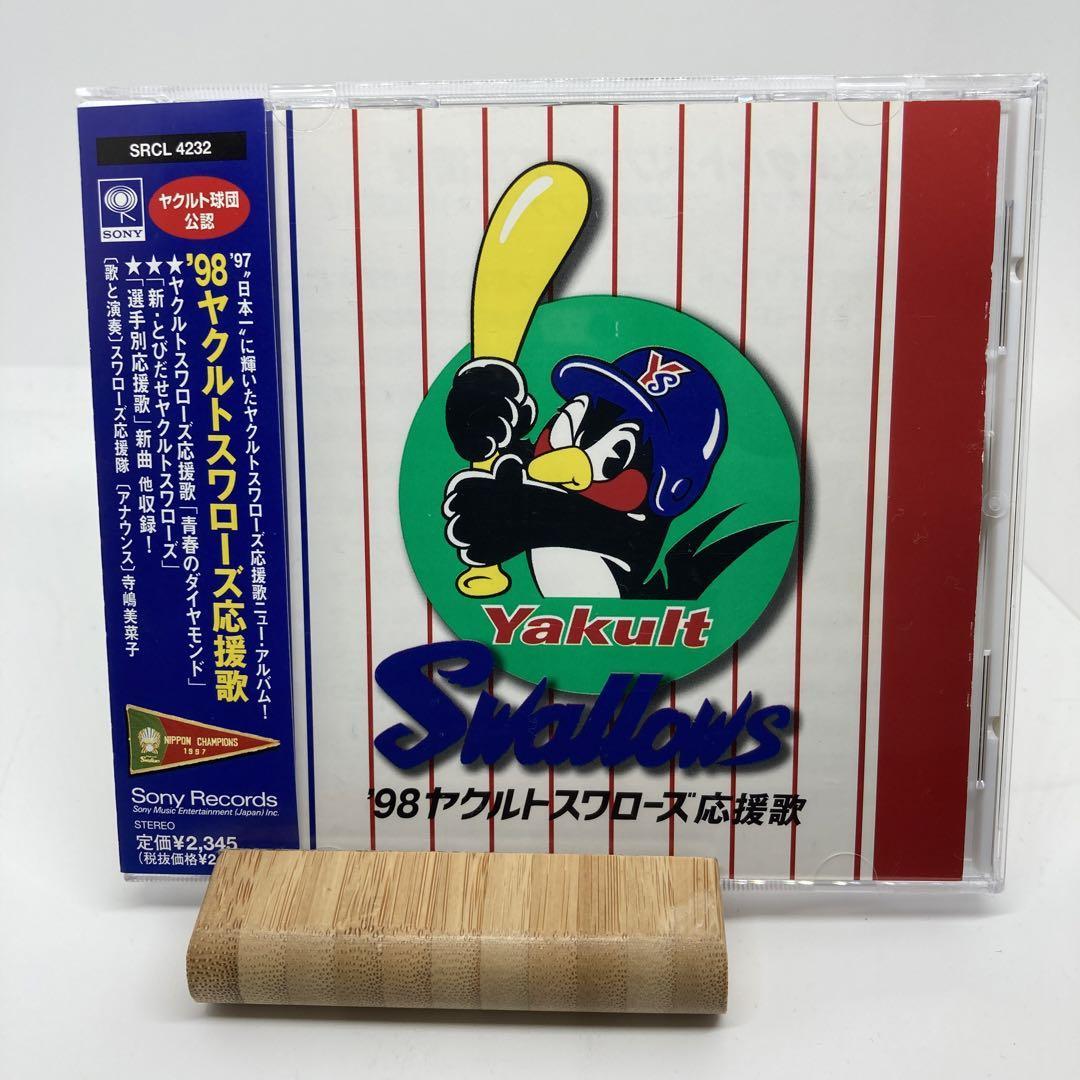 SRCL 4232
SONY
ヤクルト球団
公認
'97〝日本一〟に輝いたヤクルトスワローズ応援歌ニュー・アルバム！
'98ヤクルトスワローズ応援歌
★ヤクルトスワローズ応援歌「青春のダイヤモンド」
★「新・とびだせヤクルトスワローズ」
★「選手別応援歌」新曲 他収録！
〔歌と演奏〕スワローズ応援隊 〔アナウンス〕寺嶋美菜子
NIPPON CHAMPIONS
1997
Swallows
Sony Records
Sony Music Entertainment (Japan) Inc.
STEREO
定価¥2,345
(税抜価格¥2
YS
Yakult
Swallows
'98ヤクルトスワローズ応援歌